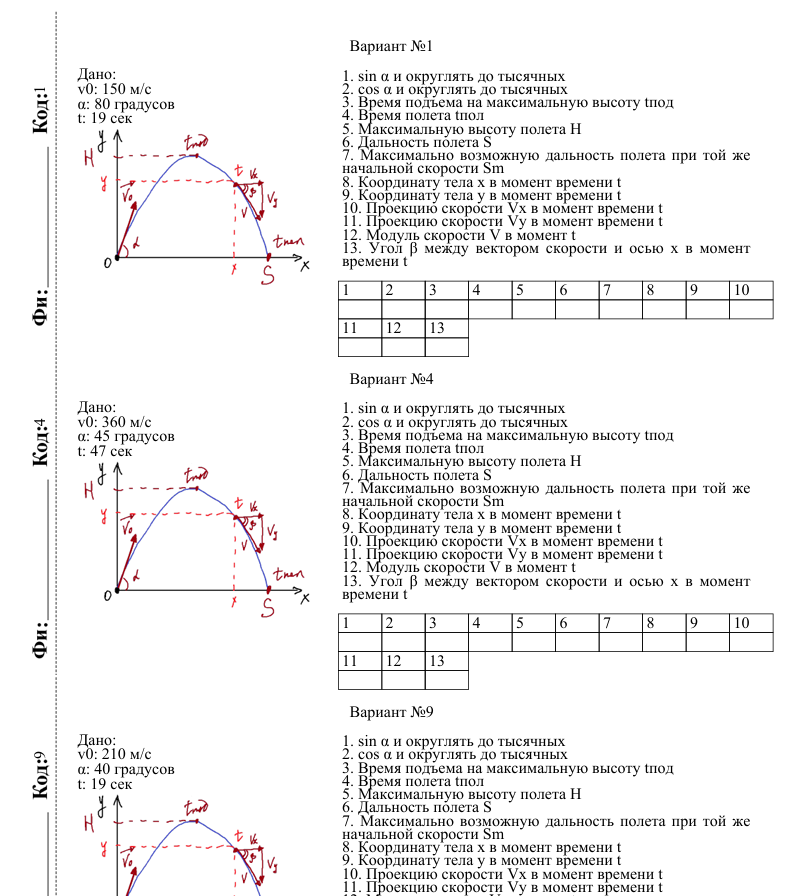 Вариант №1
Дано:
v0: 150 м/с
α: 80 градусов
t: 19 сек
Код:1
Фи:
y
H
tпод
t
Vx
y
V0
β
V
Vy
α
tпол
0
x
S
x
1. sin α и округлять до тысячных
2. cos α и округлять до тысячных
3. Время подъема на максимальную высоту tпод
4. Время полета tпол
5. Максимальную высоту полета H
6. Дальность полета S
7. Максимально возможную дальность полета при той же
начальной скорости Sm
8. Координату тела x в момент времени t
9. Координату тела y в момент времени t
10. Проекцию скорости Vx в момент времени t
11. Проекцию скорости Vy в момент времени t
12. Модуль скорости V в момент t
13. Угол β между вектором скорости и осью x в момент
времени t
1 2 3 4 5 6 7 8 9 10
11 12 13
Вариант №4
Дано:
v0: 360 м/с
α: 45 градусов
t: 47 сек
Код:4
Фи:
y
H
tпод
t
Vx
y
V0
β
V
Vy
α
tпол
0
x
S
x
1. sin α и округлять до тысячных
2. cos α и округлять до тысячных
3. Время подъема на максимальную высоту tпод
4. Время полета tпол
5. Максимальную высоту полета H
6. Дальность полета S
7. Максимально возможную дальность полета при той же
начальной скорости Sm
8. Координату тела x в момент времени t
9. Координату тела y в момент времени t
10. Проекцию скорости Vx в момент времени t
11. Проекцию скорости Vy в момент времени t
12. Модуль скорости V в момент t
13. Угол β между вектором скорости и осью x в момент
времени t
1 2 3 4 5 6 7 8 9 10
11 12 13
Вариант №9
Дано:
v0: 210 м/с
α: 40 градусов
t: 19 сек
Код:9
y
H
tпод
t
Vx
y
V0
β
V
Vy
1. sin α и округлять до тысячных
2. cos α и округлять до тысячных
3. Время подъема на максимальную высоту tпод
4. Время полета tпол
5. Максимальную высоту полета H
6. Дальность полета S
7. Максимально возможную дальность полета при той же
начальной скорости Sm
8. Координату тела x в момент времени t
9. Координату тела y в момент времени t
10. Проекцию скорости Vx в момент времени t
11. Проекцию скорости Vy в момент времени t